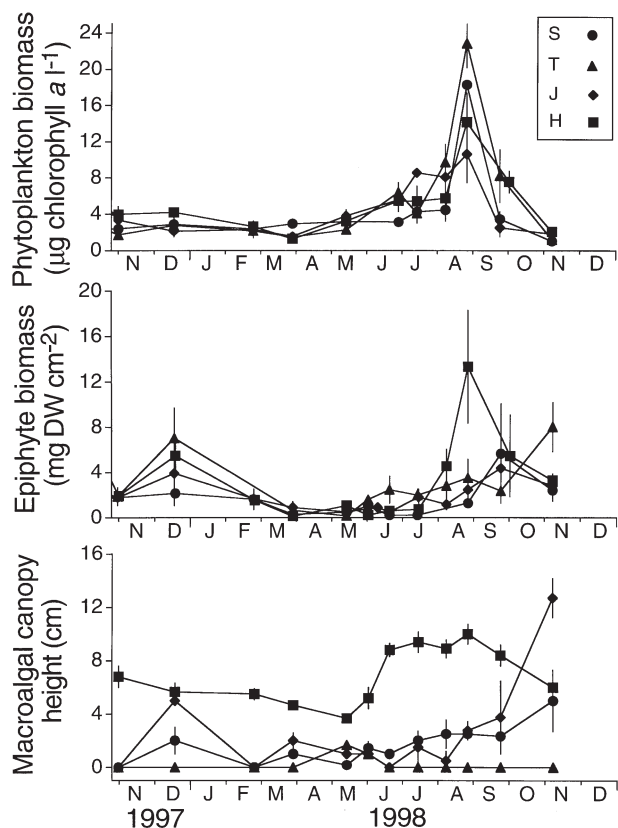 Phytoplankton biomass
(µg chlorophyll a l-1)
24
20
16
12
8
4
0
S
T
J
H
N D J F M A M J J A S O N D
Epiphyte biomass
(mg DW cm-2)
20
16
12
8
4
0
N D J F M A M J J A S O N D
Macroalgal canopy
height (cm)
16
12
8
4
0
N D J F M A M J J A S O N D
1997 1998